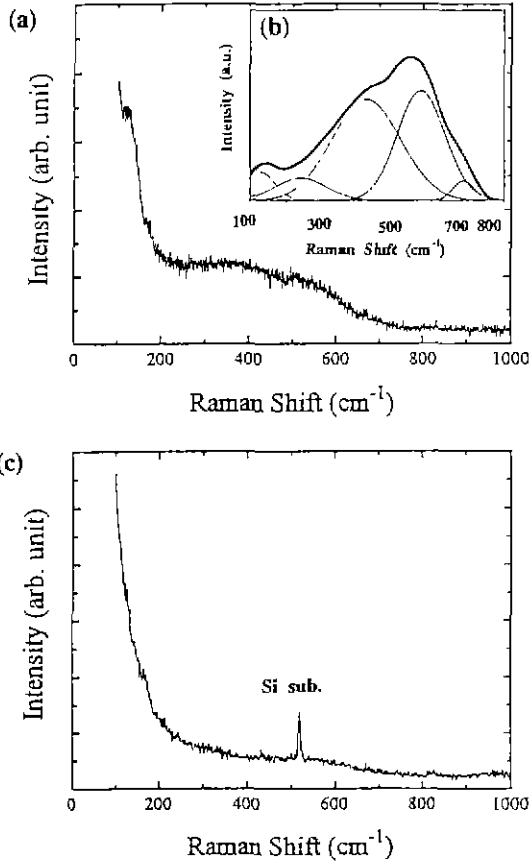 (a)
(b)
Intensity (a.u.)
100 300 500 700 800
Raman Shift (cm⁻¹)
Intensity (arb. unit)
0 200 400 600 800 1000
Raman Shift (cm⁻¹)
(c)
Si sub.
Intensity (arb. unit)
0 200 400 600 800 1000
Raman Shift (cm⁻¹)